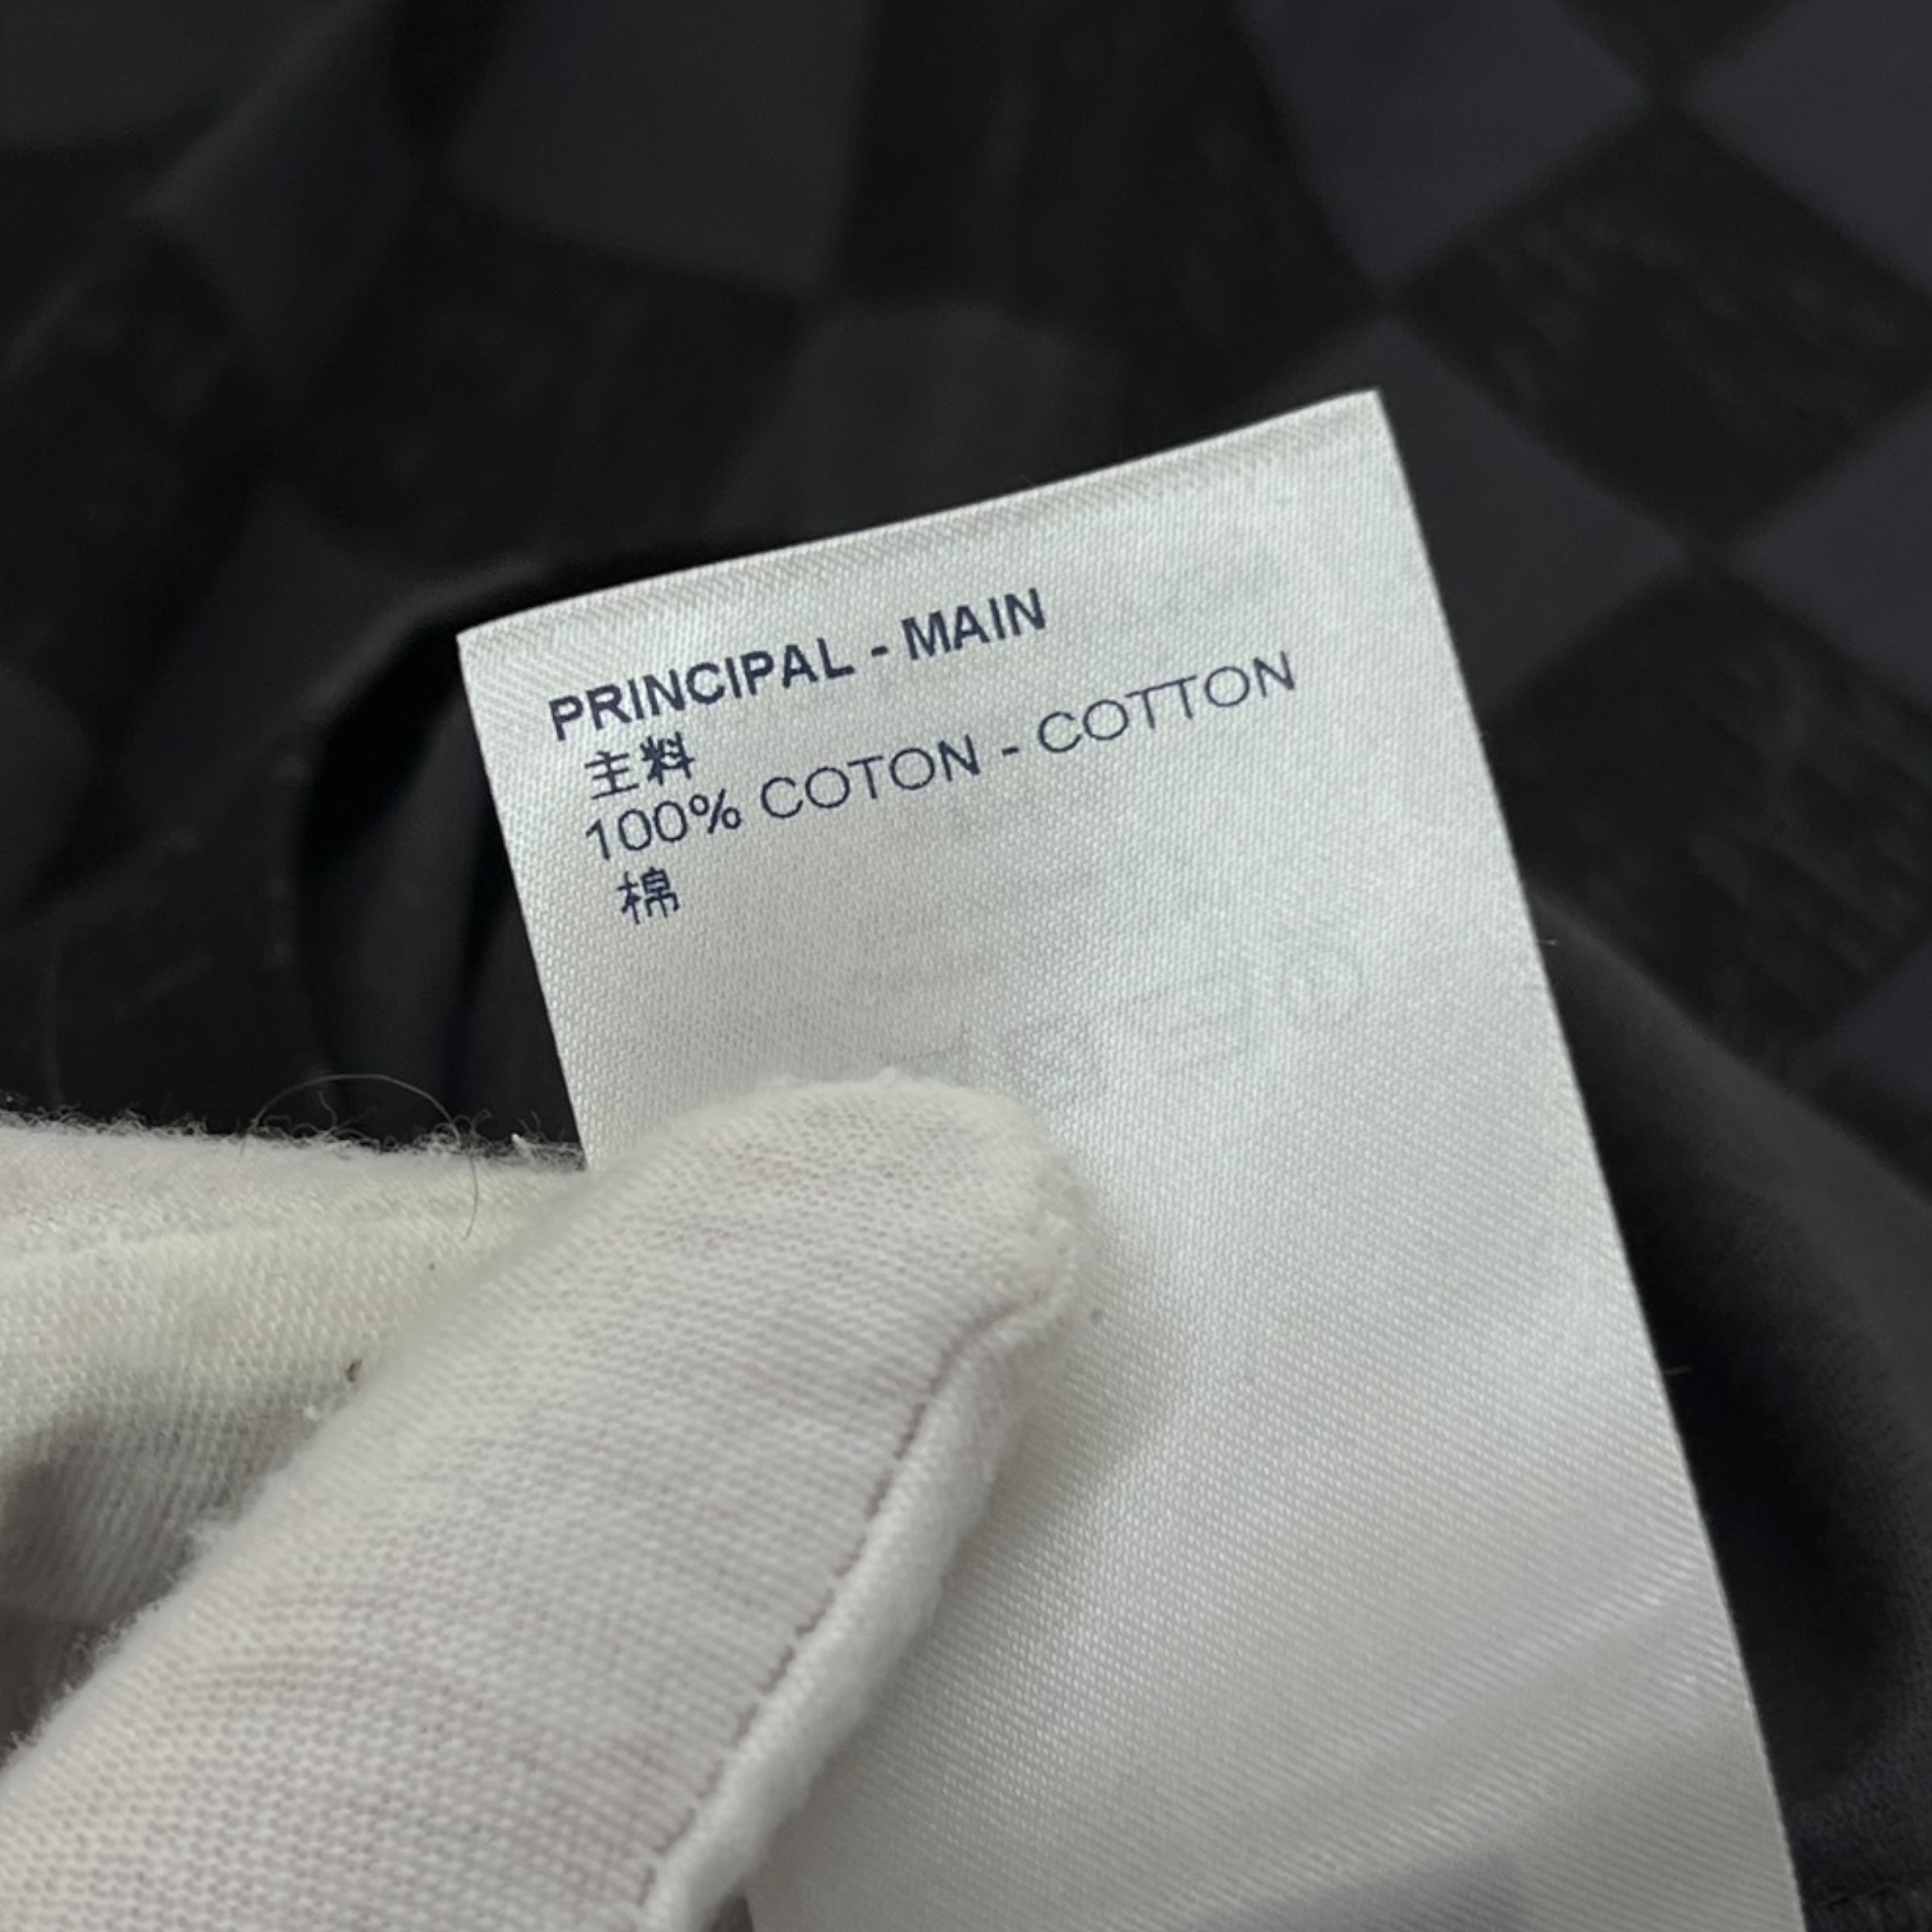 PRINCIPAL - MAIN
主料
100% COTON - COTTON
棉